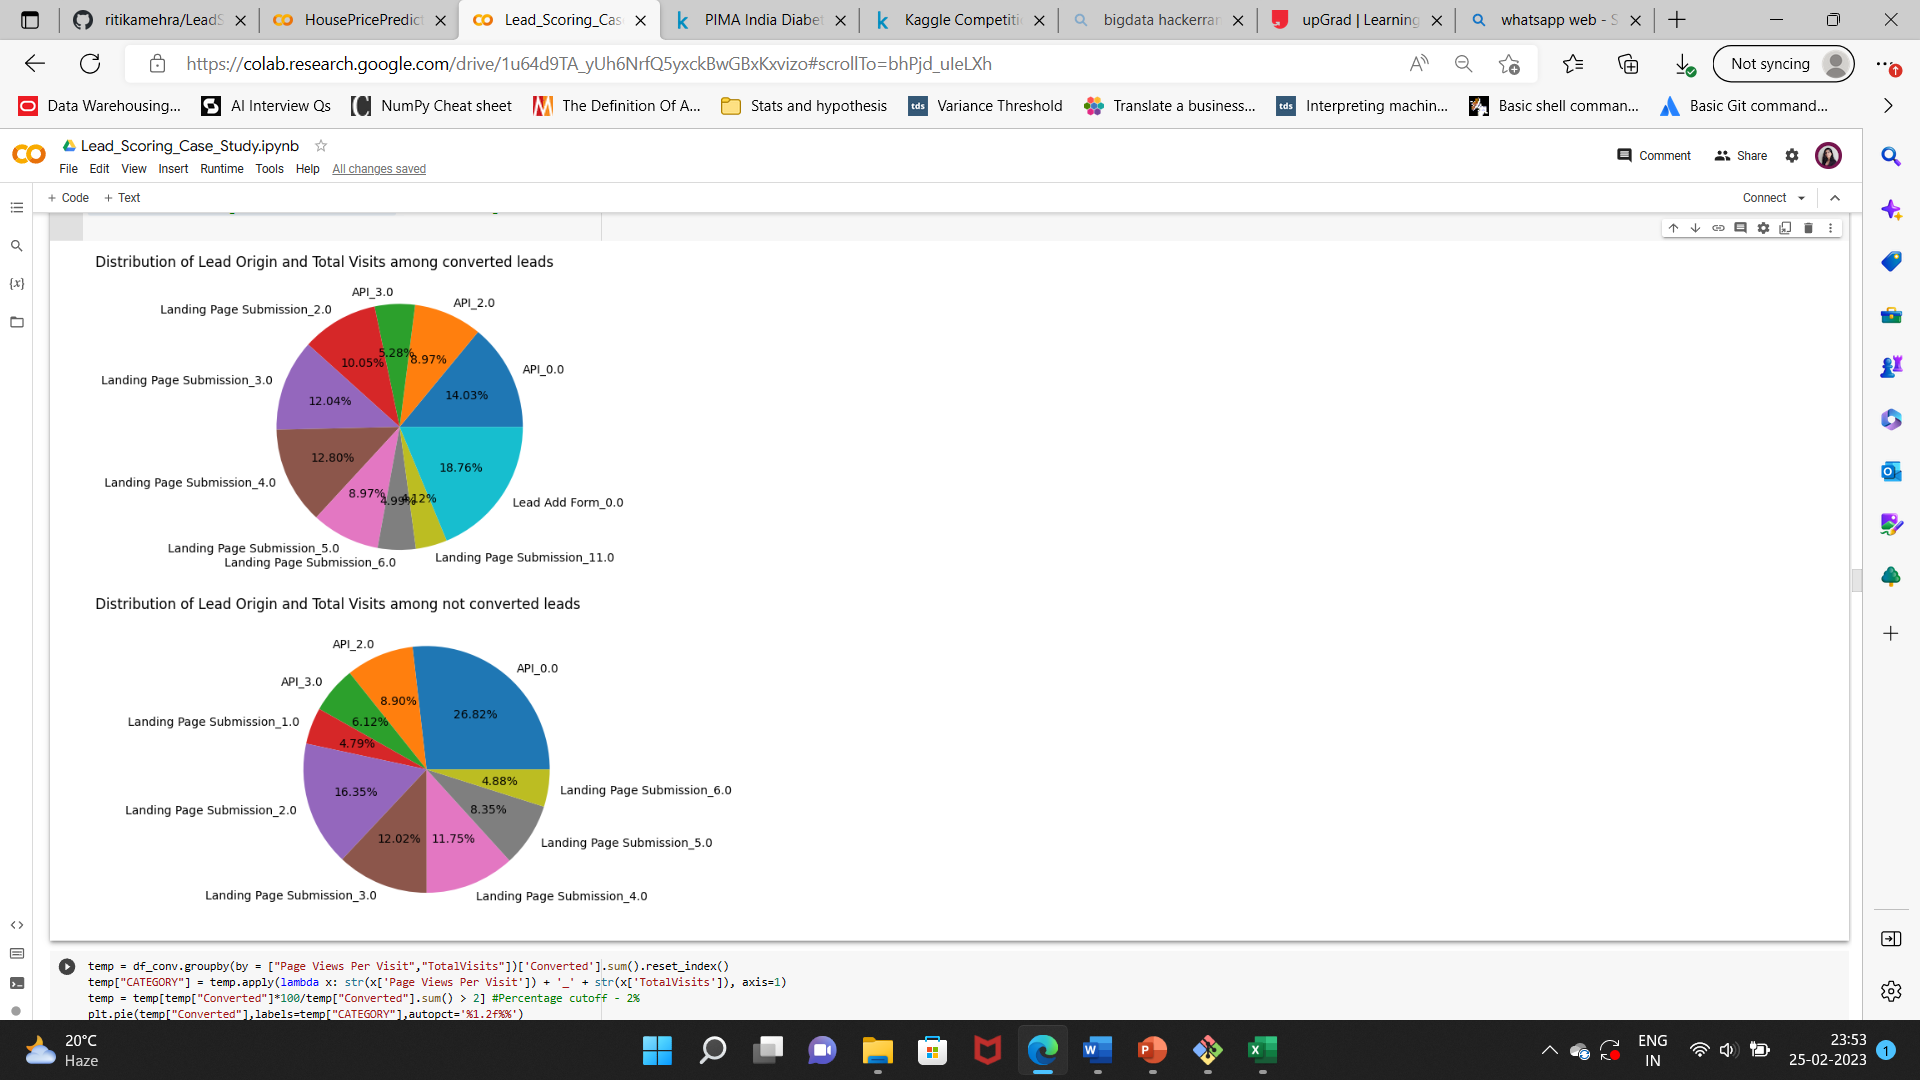 ritikamehra/LeadS
HousePricePredict
Lead_Scoring_Cas
PIMA India Diabet
Kaggle Competiti
bigdata hackerran
upGrad | Learning
whatsapp web - S
https://colab.research.google.com/drive/1u64d9TA_yUh6NrfQ5yxckBwGBxKxvizo#scrollTo=bhPjd_uIeLXh
Not syncing
Data Warehousing...
AI Interview Qs
NumPy Cheat sheet
The Definition Of A...
Stats and hypothesis
tds Variance Threshold
Translate a business...
tds Interpreting machin...
Basic shell comman...
Basic Git command...
Lead_Scoring_Case_Study.ipynb
File Edit View Insert Runtime Tools Help All changes saved
Comment
Share
+ Code + Text
Connect
Distribution of Lead Origin and Total Visits among converted leads
API_3.0
API_2.0
Landing Page Submission_2.0
5.28%
8.97%
10.05%
API_0.0
Landing Page Submission_3.0
14.03%
12.04%
12.80%
18.76%
Landing Page Submission_4.0
8.97%
4.99%
4.12%
Lead Add Form_0.0
Landing Page Submission_5.0
Landing Page Submission_6.0
Landing Page Submission_11.0
Distribution of Lead Origin and Total Visits among not converted leads
API_2.0
API_0.0
API_3.0
8.90%
26.82%
Landing Page Submission_1.0
6.12%
4.79%
4.88%
16.35%
Landing Page Submission_6.0
Landing Page Submission_2.0
8.35%
12.02%
11.75%
Landing Page Submission_5.0
Landing Page Submission_3.0
Landing Page Submission_4.0
temp = df_conv.groupby(by = ["Page Views Per Visit","TotalVisits"])['Converted'].sum().reset_index()
temp["CATEGORY"] = temp.apply(lambda x: str(x['Page Views Per Visit']) + '_' + str(x['TotalVisits']), axis=1)
temp = temp[temp["Converted"]*100/temp["Converted"].sum() > 2] #Percentage cutoff - 2%
plt.pie(temp["Converted"],labels=temp["CATEGORY"],autopct='%1.2f%%')
20°C
Haze
ENG
IN
23:53
25-02-2023
1